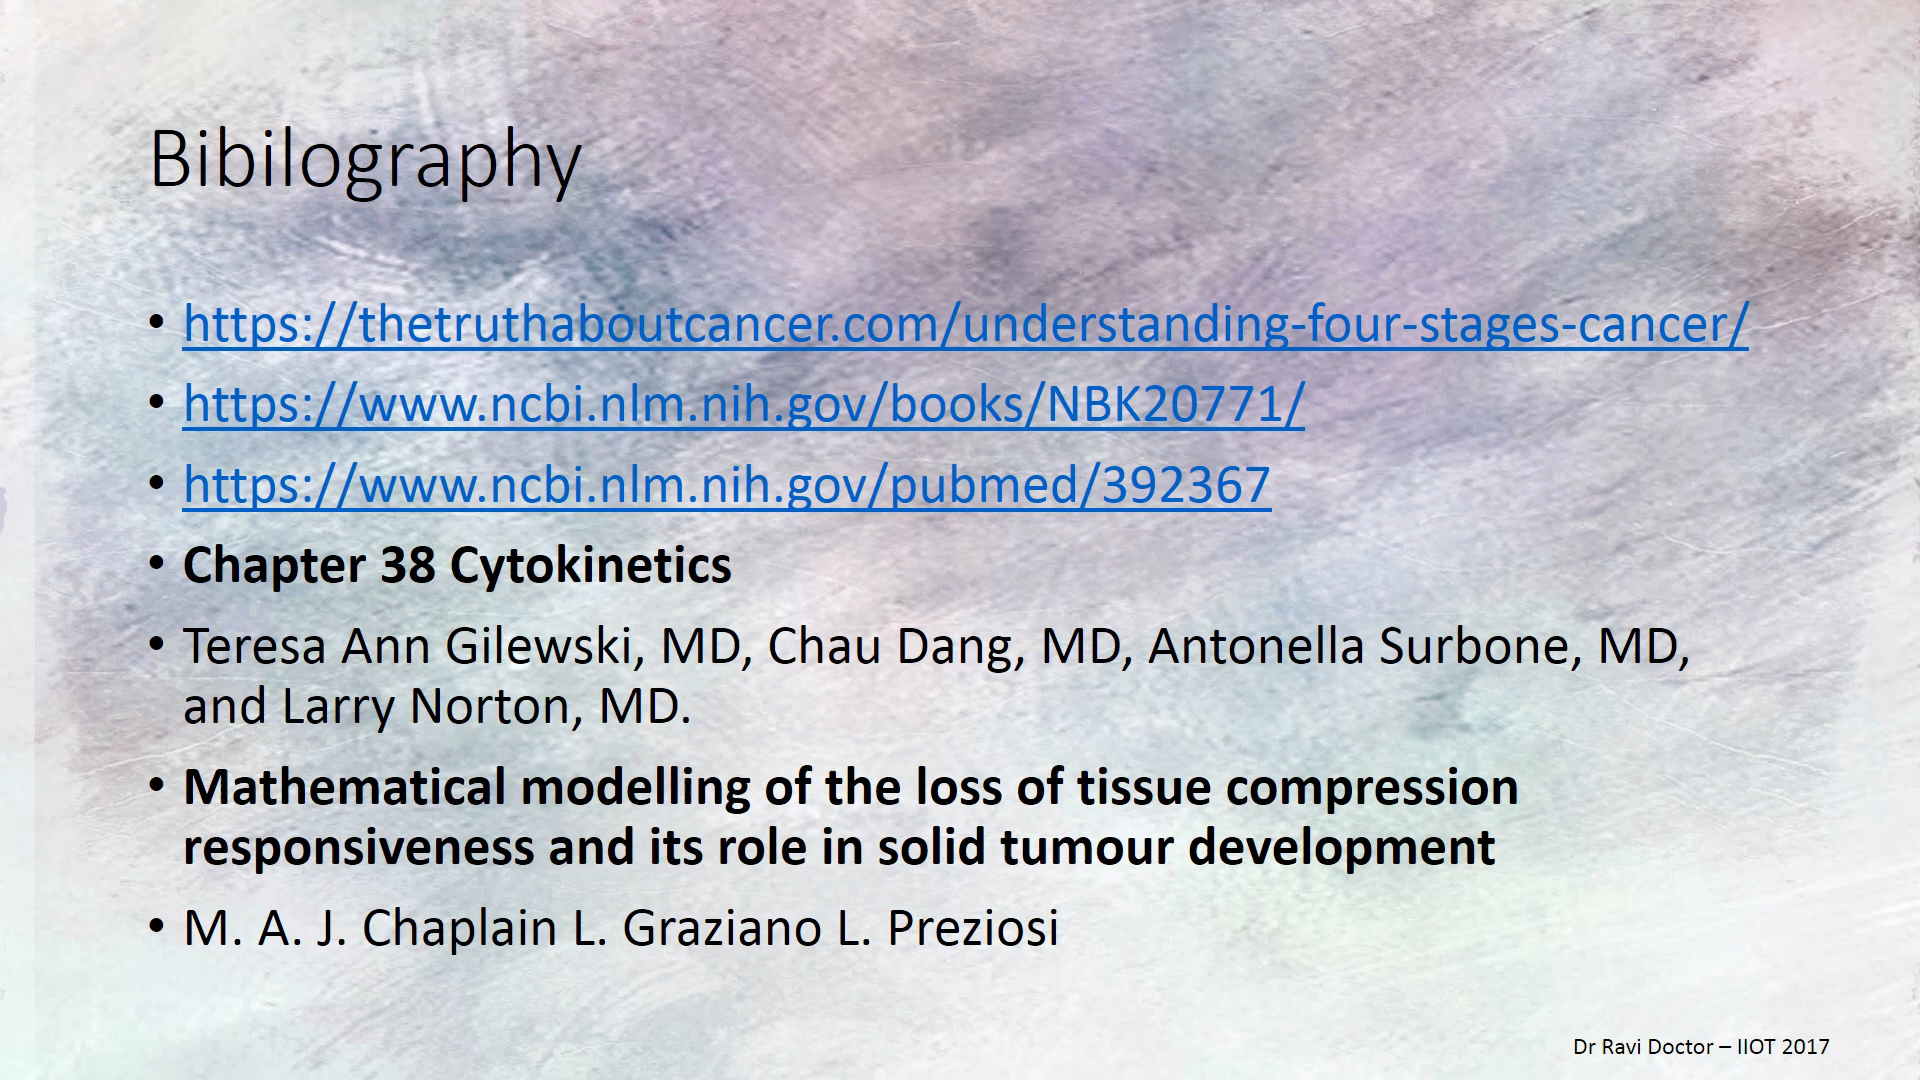 Bibilography
• https://thetruthaboutcancer.com/understanding-four-stages-cancer/
• https://www.ncbi.nlm.nih.gov/books/NBK20771/
• https://www.ncbi.nlm.nih.gov/pubmed/392367
• Chapter 38 Cytokinetics
• Teresa Ann Gilewski, MD, Chau Dang, MD, Antonella Surbone, MD,
and Larry Norton, MD.
• Mathematical modelling of the loss of tissue compression
responsiveness and its role in solid tumour development
• M. A. J. Chaplain L. Graziano L. Preziosi
Dr Ravi Doctor – IIOT 2017